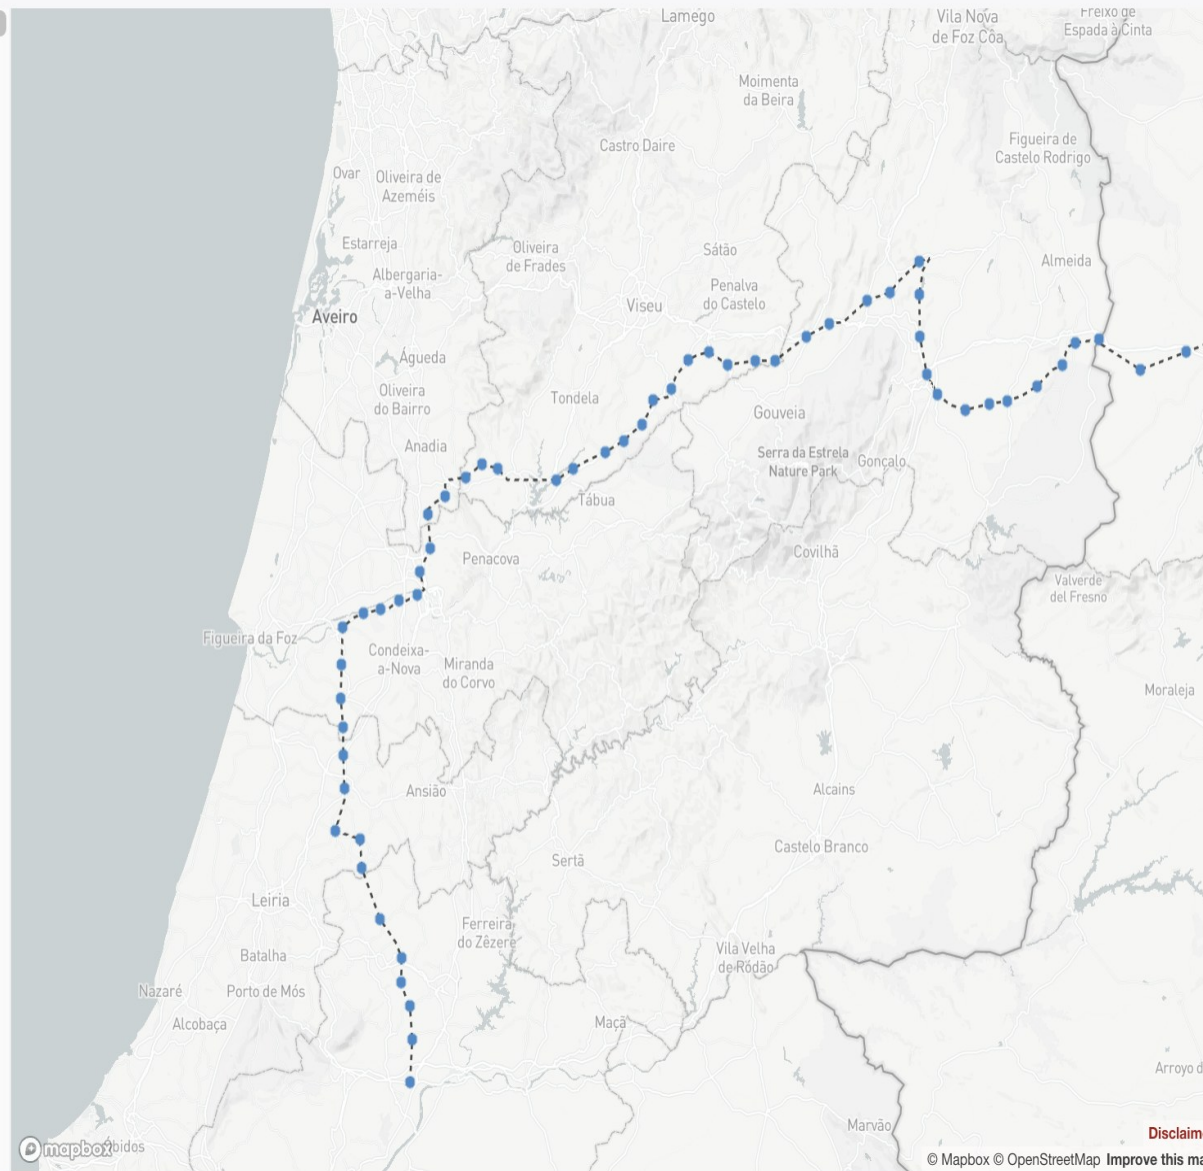 Lamego
Vila Nova
de Foz Côa
Freixo de
Espada à Cinta
Moimenta
da Beira
Castro Daire
Figueira de
Castelo Rodrigo
Ovar
Oliveira de
Azeméis
Estarreja
Oliveira
de Frades
Sátão
Almeida
Albergaria-
a-Velha
Penalva
do Castelo
Viseu
Aveiro
Águeda
Oliveira
do Bairro
Tondela
Gouveia
Anadia
Serra da Estrela
Nature Park
Gonçalo
Tábua
Covilhã
Penacova
Valverde
del Fresno
Figueira da Foz
Condeixa-
a-Nova
Miranda
do Corvo
Moraleja
Ansião
Alcains
Castelo Branco
Sertã
Leiria
Ferreira
do Zêzere
Batalha
Vila Velha
de Ródão
Nazaré
Porto de Mós
Alcobaça
Maçã
Arroyo d
Marvão
Disclaim
mapbox
Óbidos
© Mapbox © OpenStreetMap Improve this ma